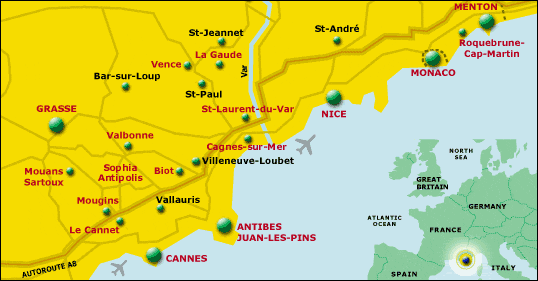 MENTON
St-André
St-Jeannet
Roquebrune-
Cap-Martin
La Gaude
Vence
MONACO
Var
Bar-sur-Loup
St-Paul
GRASSE
St-Laurent-du-Var
NICE
Valbonne
Cagnes-sur-Mer
Villeneuve-Loubet
Mouans
Sartoux
Sophia
Antipolis
Biot
Mougins
Vallauris
Le Cannet
ANTIBES
JUAN-LES-PINS
CANNES
AUTOROUTE A8
NORTH
SEA
GREAT
BRITAIN
GERMANY
ATLANTIC
OCEAN
FRANCE
SPAIN
ITALY